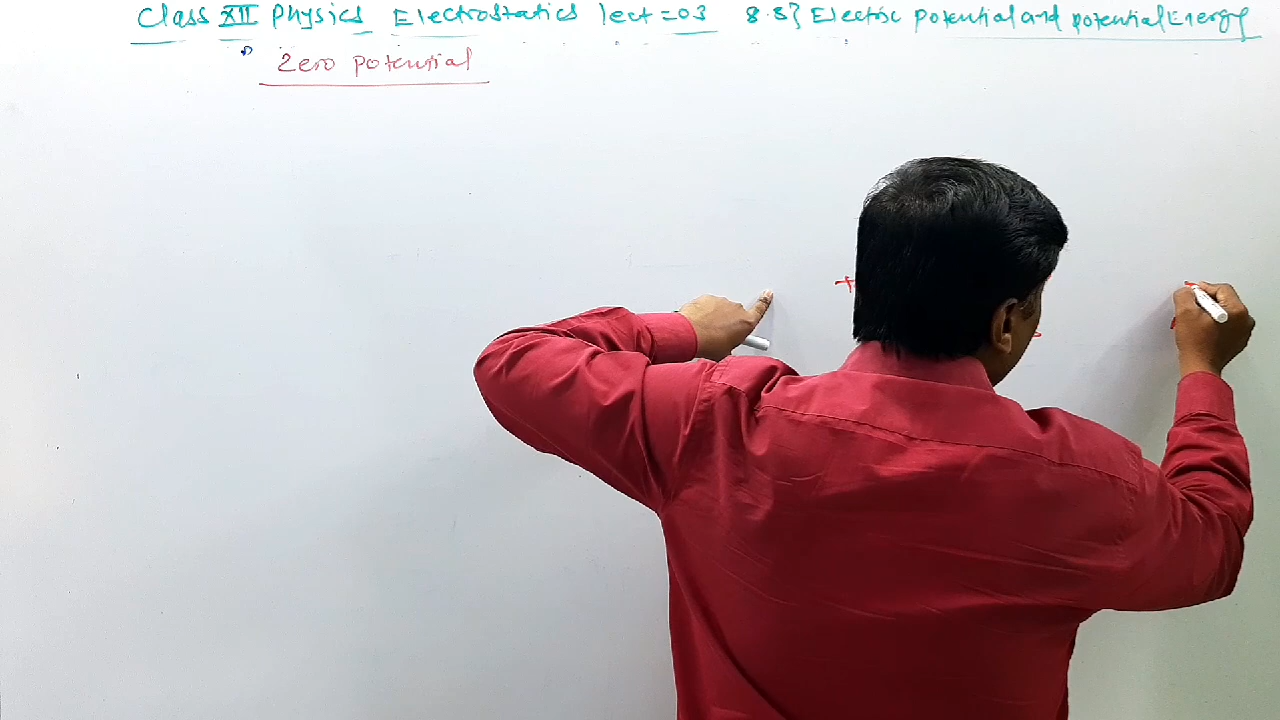 Class XII Physics Electrostatics lect = 03 8.3} Electric potential and potential Energy
Zero potential
+